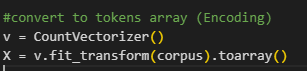 #convert to tokens array (Encoding)
v = CountVectorizer()
X = v.fit_transform(corpus).toarray()